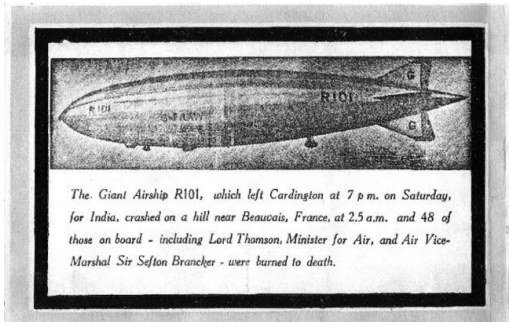 G
R101
R101
G-FAAW
G
The Giant Airship R101, which left Cardington at 7 p m. on Saturday,
for India, crashed on a hill near Beauvais, France, at 2.5 a.m. and 48 of
those on board - including Lord Thomson, Minister for Air, and Air Vice-
Marshal Sir Sefton Brancker - were burned to death.